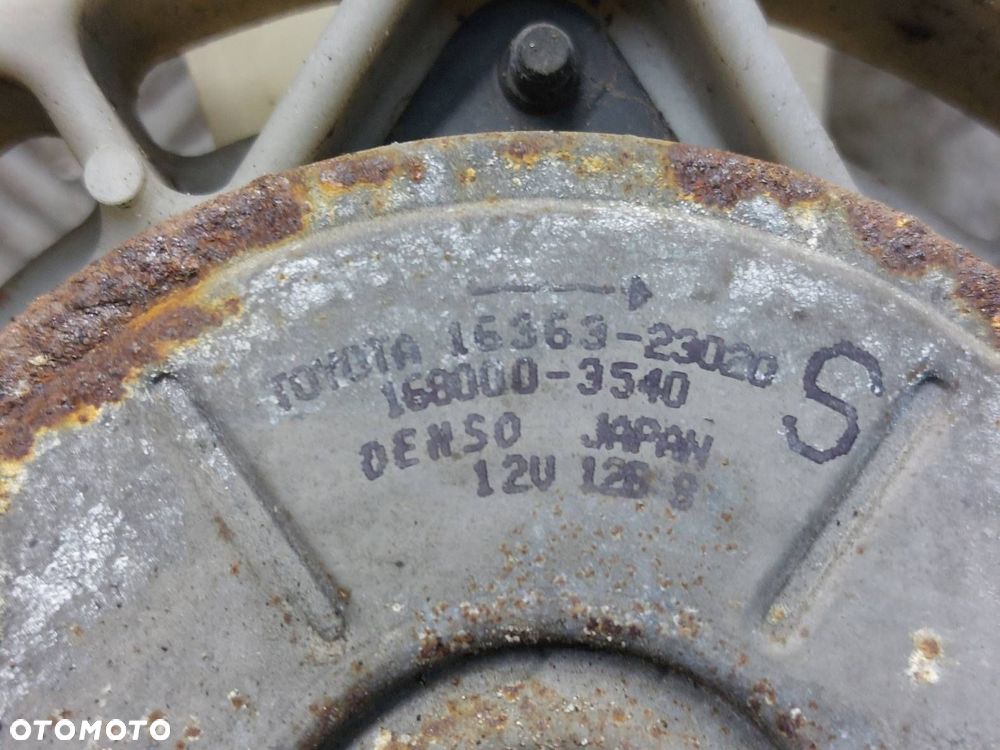 TOYOTA 16363-23020
168000-3540
S
DENSO JAPAN
12V
OTOMOTO